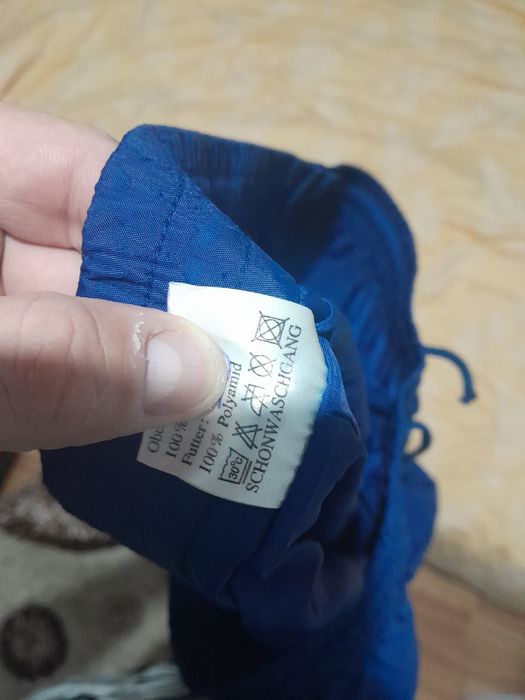 100%
Futter:
100% Polyamid
30°C
SCHONWASCHGANG